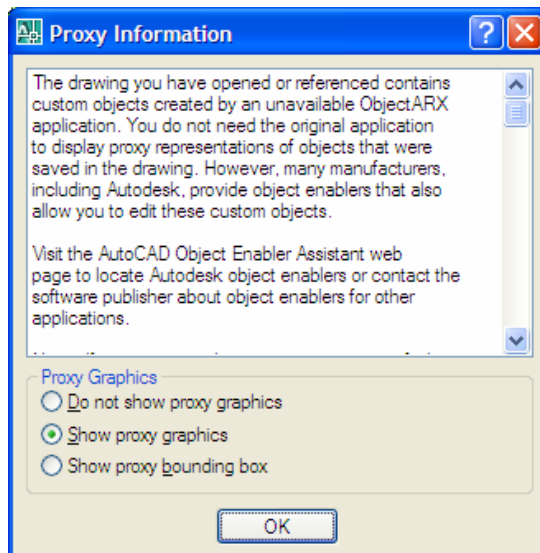 Proxy Information
The drawing you have opened or referenced contains
custom objects created by an unavailable ObjectARX
application. You do not need the original application
to display proxy representations of objects that were
saved in the drawing. However, many manufacturers,
including Autodesk, provide object enablers that also
allow you to edit these custom objects.
Visit the AutoCAD Object Enabler Assistant web
page to locate Autodesk object enablers or contact the
software publisher about object enablers for other
applications.
Proxy Graphics
Do not show proxy graphics
Show proxy graphics
Show proxy bounding box
OK